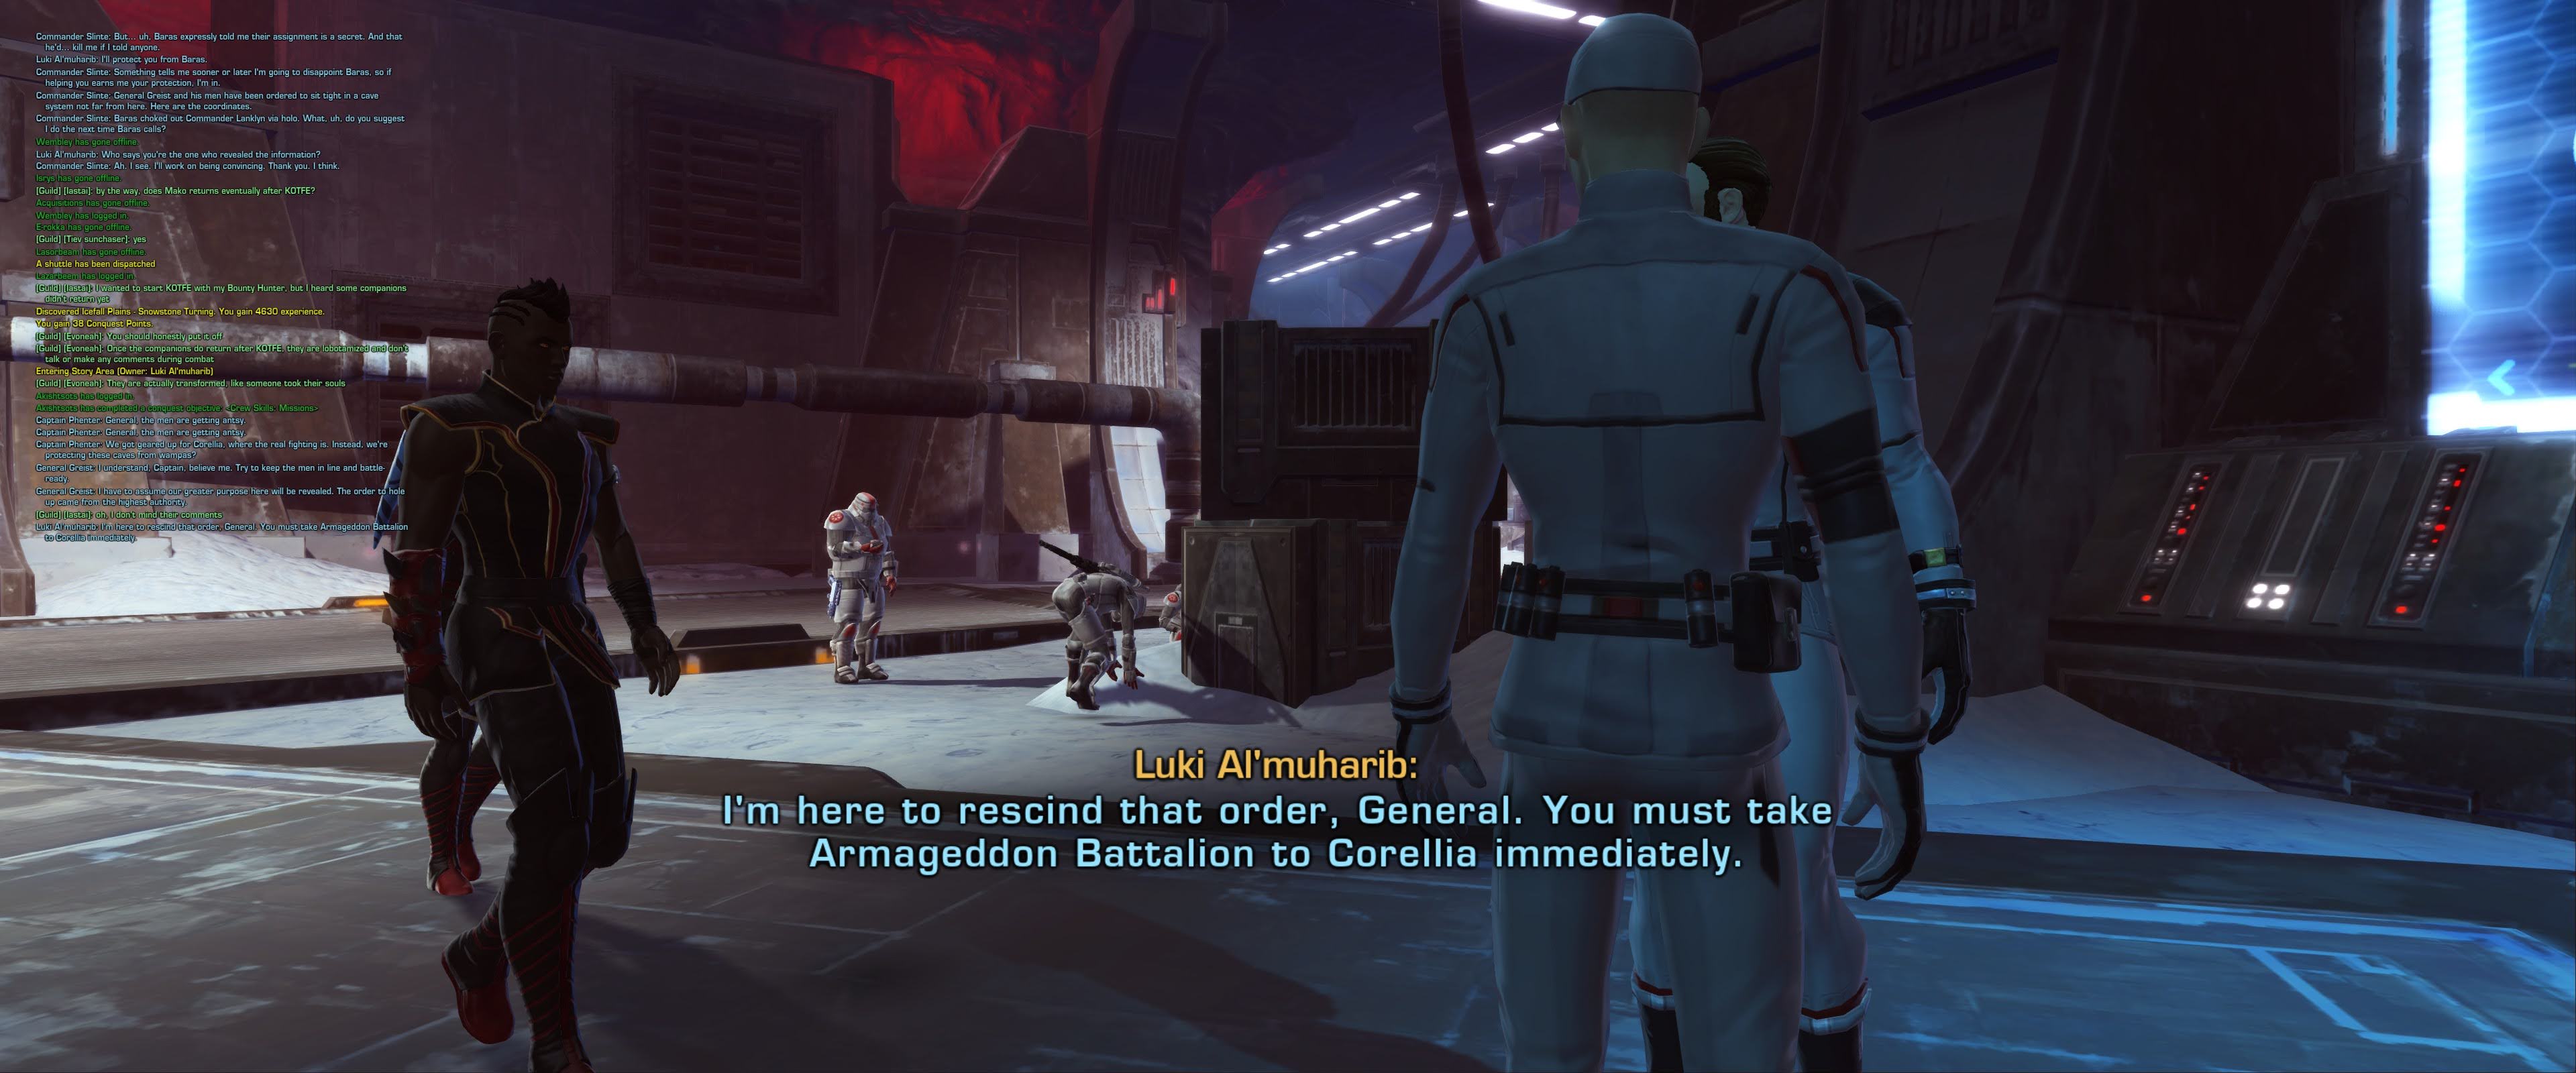 Commander Slinte: But... uh, Baras expressly told me their assignment is a secret. And that
he'd... kill me if I told anyone.
Luki Al'muharib: I'll protect you from Baras.
Commander Slinte: Something tells me sooner or later I'm going to disappoint Baras, so if
helping you earns me your protection, I'm in.
Commander Slinte: General Greist and his men have been ordered to sit tight in a cave
system not far from here. Here are the coordinates.
Commander Slinte: Baras choked out Commander Lanklyn via holo. What, uh, do you suggest
I do the next time Baras calls?
Wembley has gone offline.
Luki Al'muharib: Who says you're the one who revealed the information?
Commander Slinte: Ah. I see. I'll work on being convincing. Thank you. I think.
Isrys has gone offline.
[Guild] [Iastai]: by the way, does Mako returns eventually after KOTFE?
Acquisitions has gone offline.
Wembley has logged in.
E'rokka has gone offline.
[Guild] [Tiev sunchaser]: yes
Lasorbeam has gone offline.
A shuttle has been dispatched
Lazorbeem has logged in.
[Guild] [Iastai]: I wanted to start KOTFE with my Bounty Hunter, but I heard some companions
didn't return yet
Discovered Icefall Plains - Snowstone Turning. You gain 4630 experience.
You gain 38 Conquest Points
[Guild] [Evoneah]: You should honestly put it off
[Guild] [Evoneah]: Once the companions do return after KOTFE, they are lobotamized and don't
talk or make any comments during combat
Entering Story Area (Owner: Luki Al'muharib)
[Guild] [Evoneah]: They are actually transformed, like someone took their souls
Akishtsots has logged in.
Akishtsots has completed a conquest objective: <Crew Skills: Missions>
Captain Phenter: General, the men are getting antsy.
Captain Phenter: General, the men are getting antsy.
Captain Phenter: We got geared up for Corellia, where the real fighting is. Instead, we're
protecting these caves from wampas?
General Greist: I understand, Captain, believe me. Try to keep the men in line and battle-
ready.
General Greist: I have to assume our greater purpose here will be revealed. The order to hole
up came from the highest authority.
[Guild] [Iastai]: oh, I don't mind their comments
Luki Al'muharib: I'm here to rescind that order, General. You must take Armageddon Battalion
to Corellia immediately.
Luki Al'muharib:
I'm here to rescind that order, General. You must take
Armageddon Battalion to Corellia immediately.